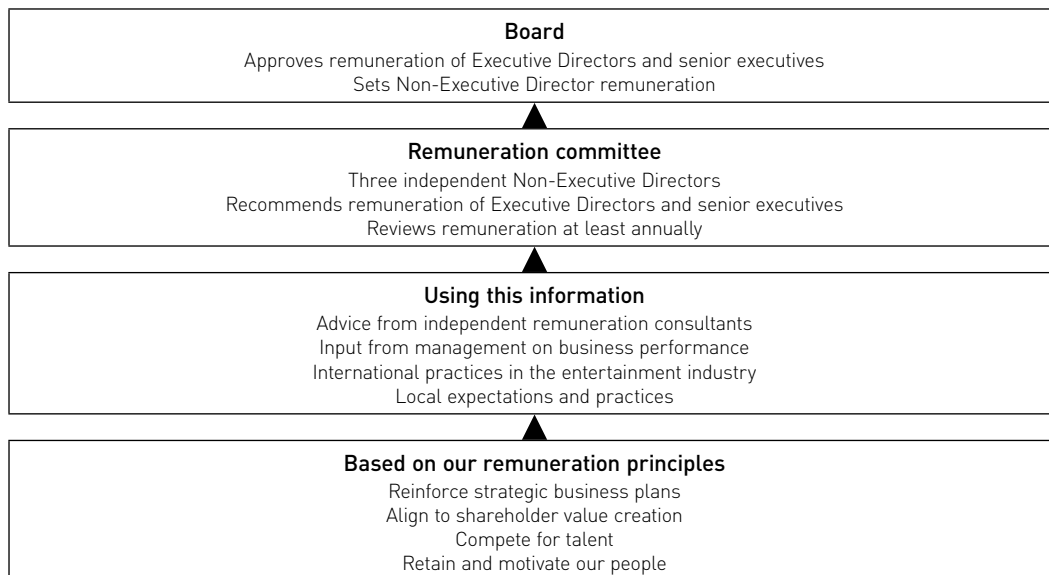 Board
Approves remuneration of Executive Directors and senior executives
Sets Non-Executive Director remuneration
Remuneration committee
Three independent Non-Executive Directors
Recommends remuneration of Executive Directors and senior executives
Reviews remuneration at least annually
Using this information
Advice from independent remuneration consultants
Input from management on business performance
International practices in the entertainment industry
Local expectations and practices
Based on our remuneration principles
Reinforce strategic business plans
Align to shareholder value creation
Compete for talent
Retain and motivate our people